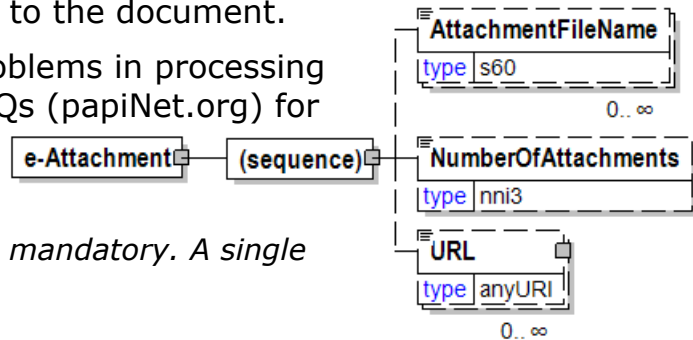 to the document.
oblems in processing
Qs (papiNet.org) for
mandatory. A single
e-Attachment
(sequence)
AttachmentFileName
type s60
0.. ∞
NumberOfAttachments
type nni3
URL
type anyURI
0.. ∞